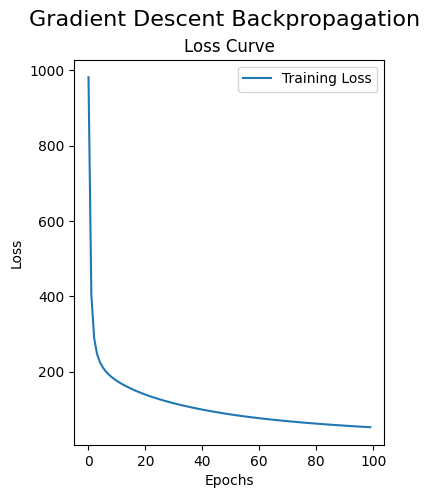 Gradient Descent Backpropagation
Loss Curve
Training Loss
1000
800
600
400
200
Loss
0 20 40 60 80 100
Epochs